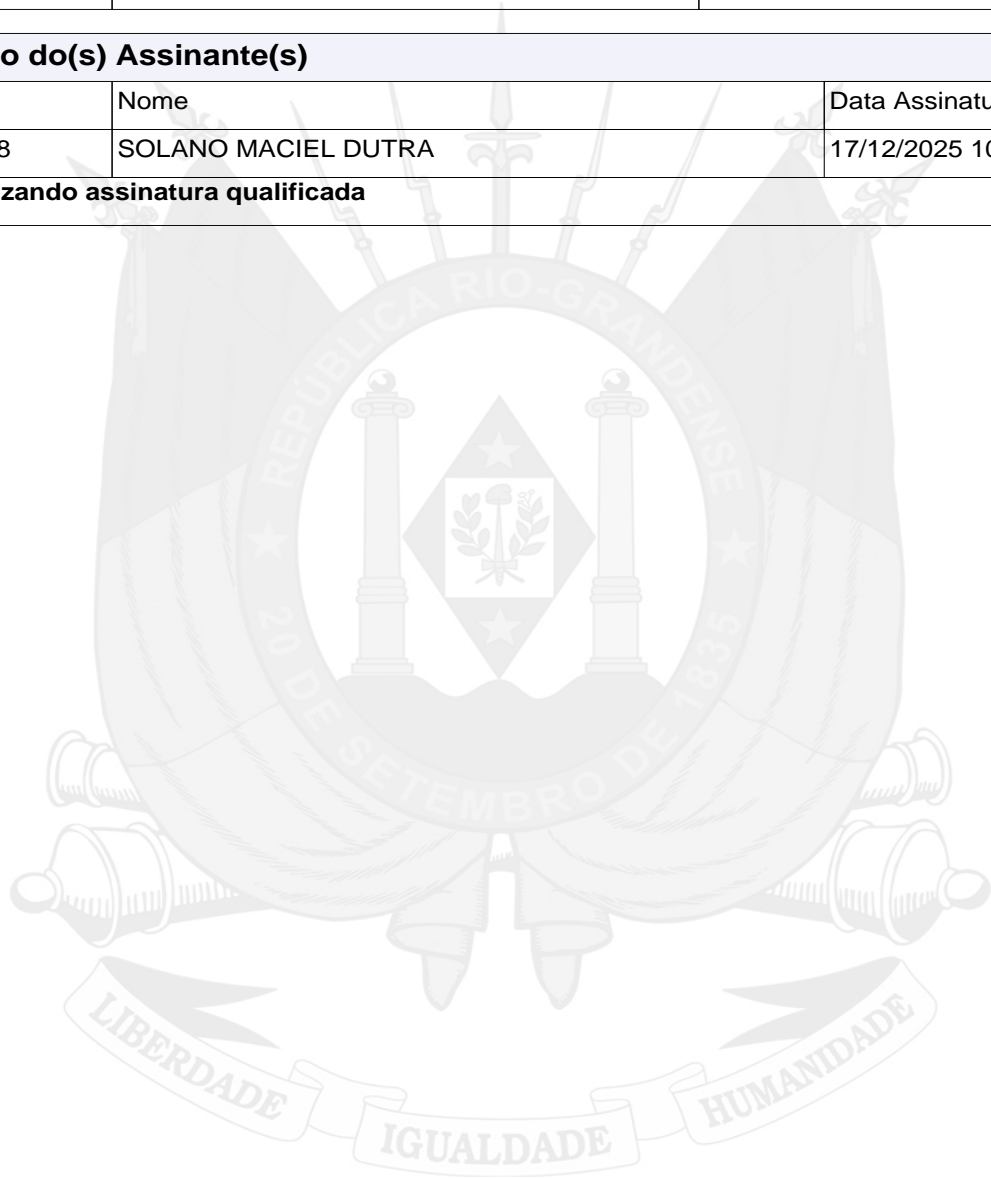 o do(s) Assinante(s)
Nome Data Assinatu
8 SOLANO MACIEL DUTRA 17/12/2025 10
zando assinatura qualificada
REPÚBLICA RIO-GRANDENSE
20 DE SETEMBRO DE 1835
LIBERDADE IGUALDADE HUMANIDADE